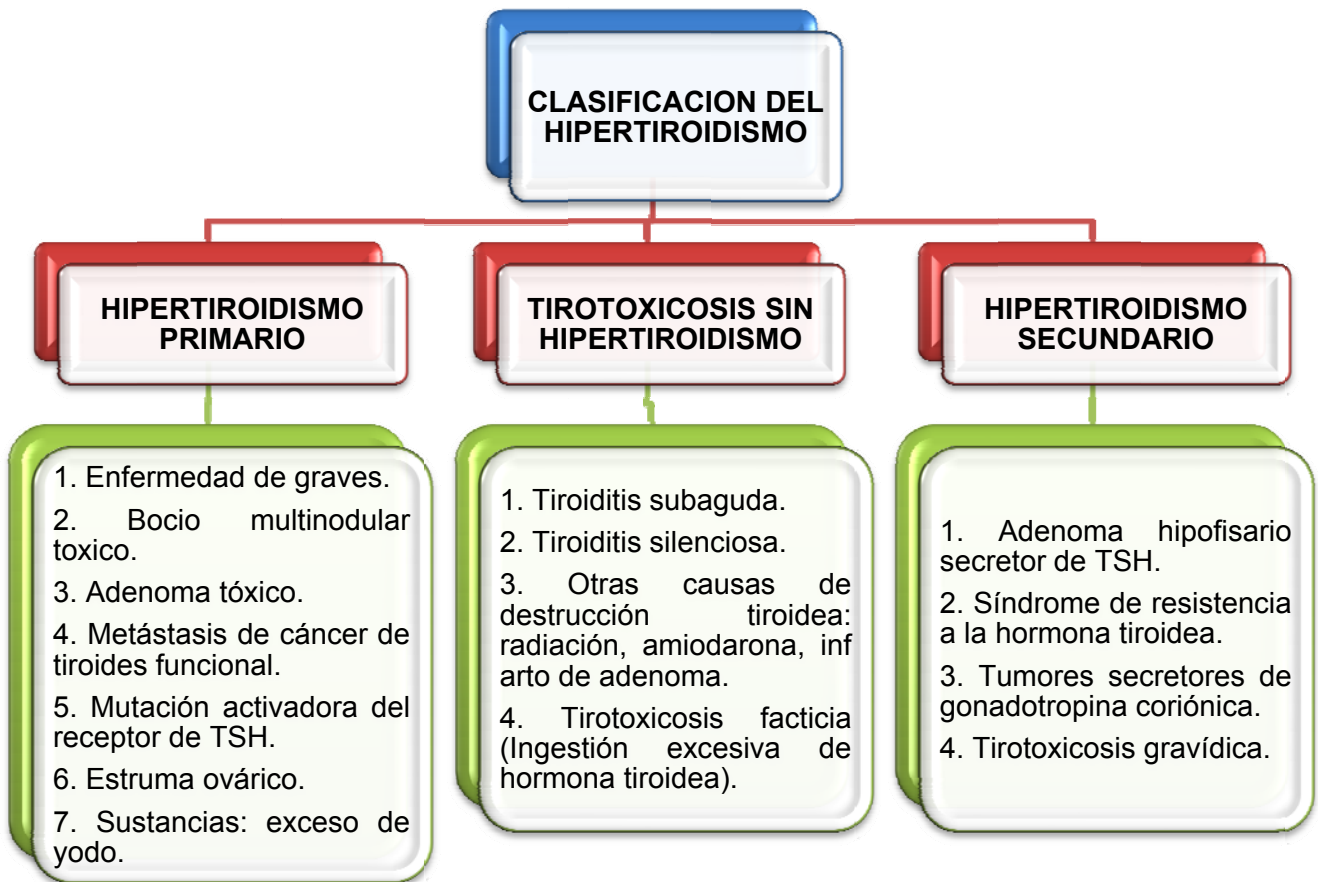 CLASIFICACION DEL
HIPERTIROIDISMO
HIPERTIROIDISMO
PRIMARIO
1. Enfermedad de graves.
2. Bocio multinodular
toxico.
3. Adenoma tóxico.
4. Metástasis de cáncer de
tiroides funcional.
5. Mutación activadora del
receptor de TSH.
6. Estruma ovárico.
7. Sustancias: exceso de
yodo.
TIROTOXICOSIS SIN
HIPERTIROIDISMO
1. Tiroiditis subaguda.
2. Tiroiditis silenciosa.
3. Otras causas de
destrucción tiroidea:
radiación, amiodarona, inf
arto de adenoma.
4. Tirotoxicosis facticia
(Ingestión excesiva de
hormona tiroidea).
HIPERTIROIDISMO
SECUNDARIO
1. Adenoma hipofisario
secretor de TSH.
2. Síndrome de resistencia
a la hormona tiroidea.
3. Tumores secretores de
gonadotropina coriónica.
4. Tirotoxicosis gravídica.